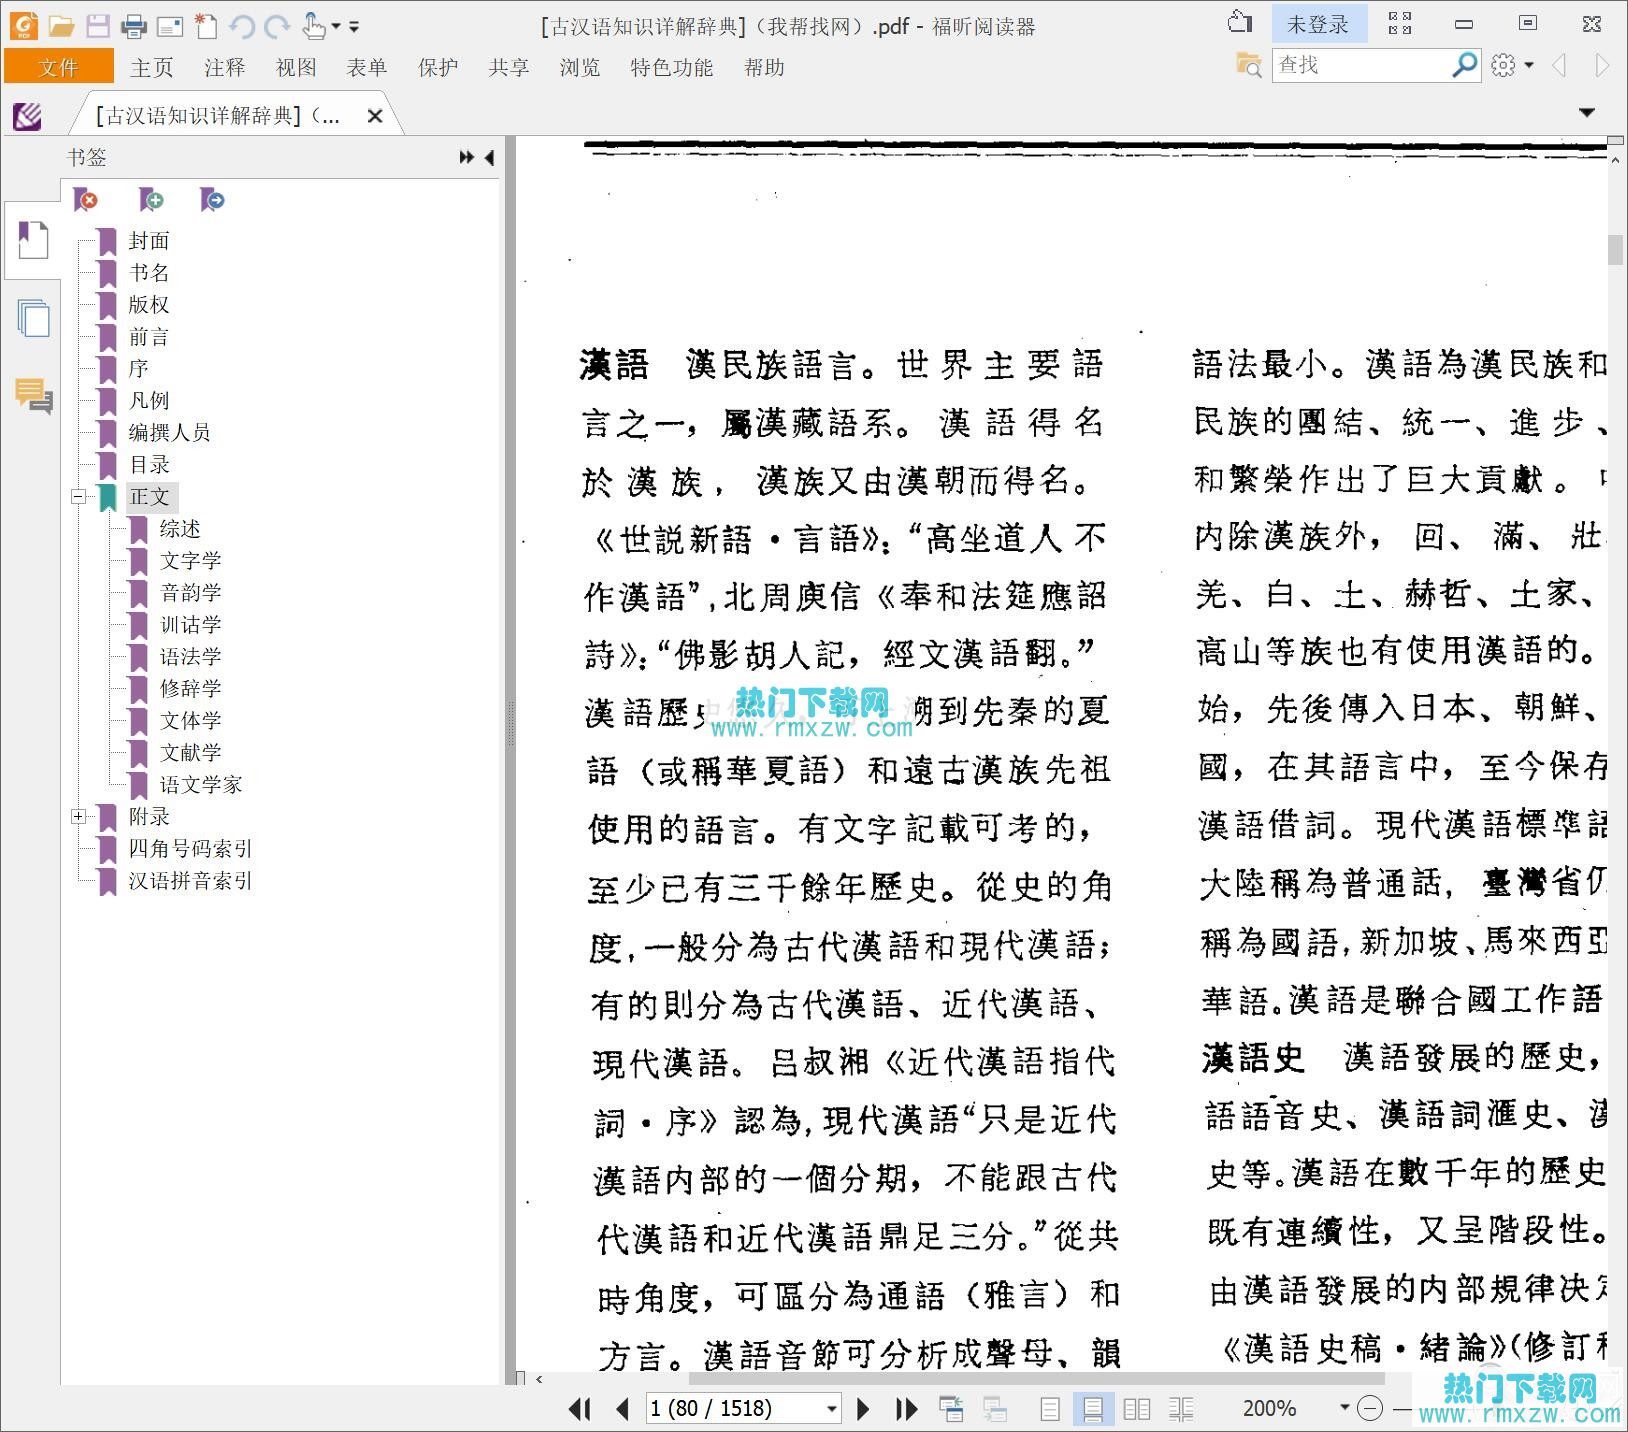 [古汉语知识详解辞典]（我帮找网）.pdf - 福昕阅读器
未登录
文件 主页 注释 视图 表单 保护 共享 浏览 特色功能 帮助
查找
[古汉语知识详解辞典]（...
书签
封面
书名
版权
前言
序
凡例
编撰人员
目录
正文
综述
文字学
音韵学
训诂学
语法学
修辞学
文体学
文献学
语文学家
附录
四角号码索引
汉语拼音索引
漢語 漢民族語言。世界主要語
言之一，屬漢藏語系。漢語得名
於漢族，漢族又由漢朝而得名。
《世説新語·言語》：“高坐道人不
作漢語”，北周庾信《奉和法筵應詔
詩》：“佛影胡人記，經文漢語翻。”
漢語歷 到先秦的夏
語（或稱華夏語）和遠古漢族先祖
使用的語言。有文字記載可考的，
至少已有三千餘年歷史。從史的角
度，一般分為古代漢語和現代漢語；
有的則分為古代漢語、近代漢語、
現代漢語。吕叔湘《近代漢語指代
詞·序》認為，現代漢語“只是近代
漢語内部的一個分期，不能跟古代
代漢語和近代漢語鼎足三分。”從共
時角度，可區分為通語（雅言）和
方言。漢語音節可分析成聲母、韻
語法最小。漢語為漢民族和
民族的團結、統一、進步、
和繁榮作出了巨大貢獻。
内除漢族外，回、滿、壯
羌、白、土、赫哲、土家、
高山等族也有使用漢語的。
始，先後傳入日本、朝鮮、
國，在其語言中，至今保存
漢語借詞。現代漢語標準語
大陸稱為普通話，臺灣省仍
稱為國語，新加坡、馬來西亞
華語。漢語是聯合國工作語
漢語史 漢語發展的歷史，
語語音史、漢語詞滙史、漢
史等。漢語在數千年的歷史
既有連續性，又呈階段性。
由漢語發展的内部規律决定
《漢語史稿·緒論》（修訂
热门下载网
www.rmxzw.com
1 (80 / 1518)
200%
热门下载网
www.rmxzw.com